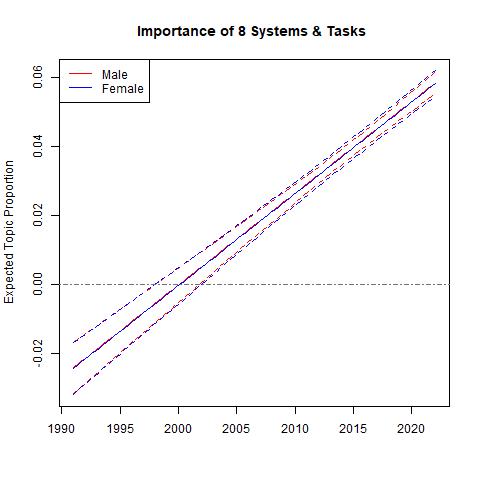 Importance of 8 Systems & Tasks
Male
Female
Expected Topic Proportion
0.06
0.04
0.02
0.00
-0.02
1990 1995 2000 2005 2010 2015 2020